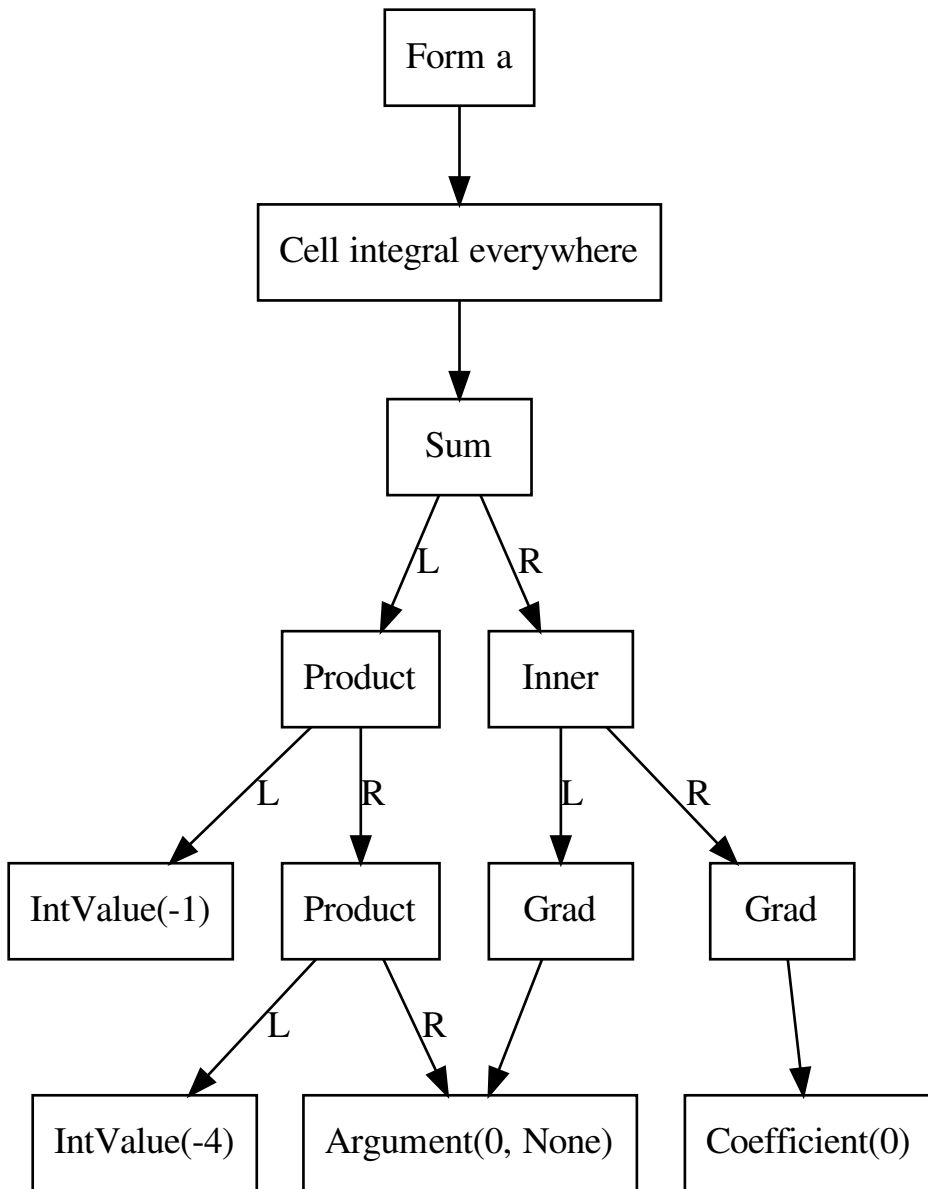 Form a
Cell integral everywhere
Sum
L
R
Product
Inner
L
R
L
R
IntValue(-1)
Product
Grad
Grad
L
R
IntValue(-4)
Argument(0, None)
Coefficient(0)